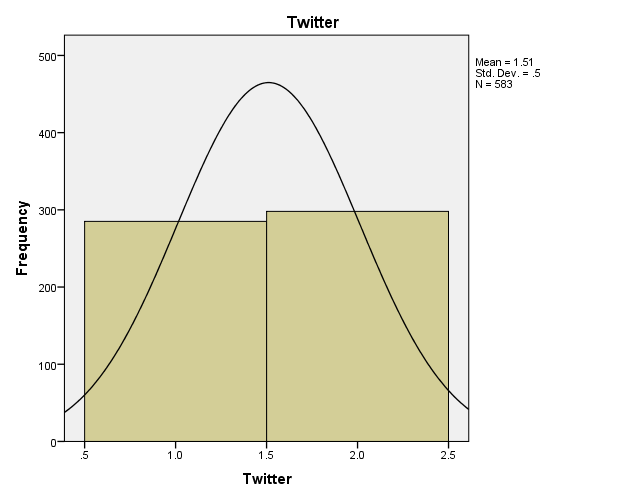 Twitter
Mean = 1.51
Std. Dev. = .5
N = 583
500
400
300
200
100
0
Frequency
.5 1.0 1.5 2.0 2.5
Twitter